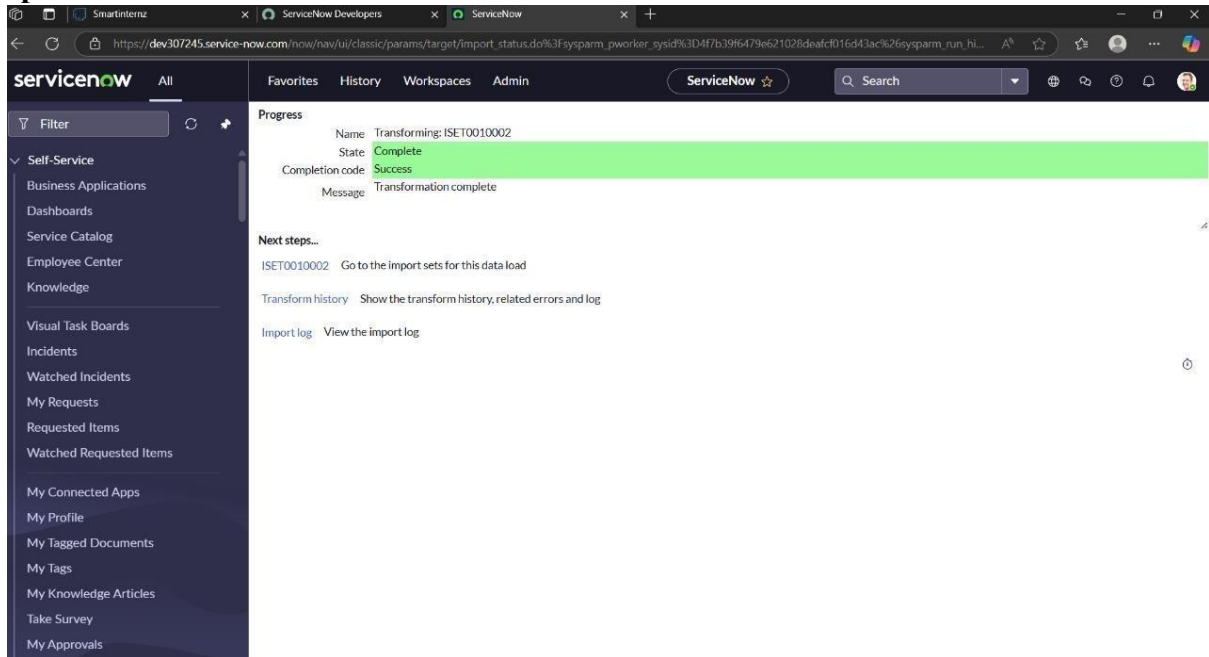 Smartinternz
ServiceNow Developers
ServiceNow
https://dev307245.service-now.com/now/nav/ui/classic/params/target/import_status.do%3Fsysparm_pworker_sysid%3D4f7b39f6479e621028deafcf016d43ac%26sysparm_run_hi...
servicenow All Favorites History Workspaces Admin ServiceNow Search
Filter
Self-Service
Business Applications
Dashboards
Service Catalog
Employee Center
Knowledge
Visual Task Boards
Incidents
Watched Incidents
My Requests
Requested Items
Watched Requested Items
My Connected Apps
My Profile
My Tagged Documents
My Tags
My Knowledge Articles
Take Survey
My Approvals
Progress
Name Transforming: ISET0010002
State Complete
Completion code Success
Message Transformation complete
Next steps...
ISET0010002 Go to the import sets for this data load
Transform history Show the transform history, related errors and log
Import log View the import log